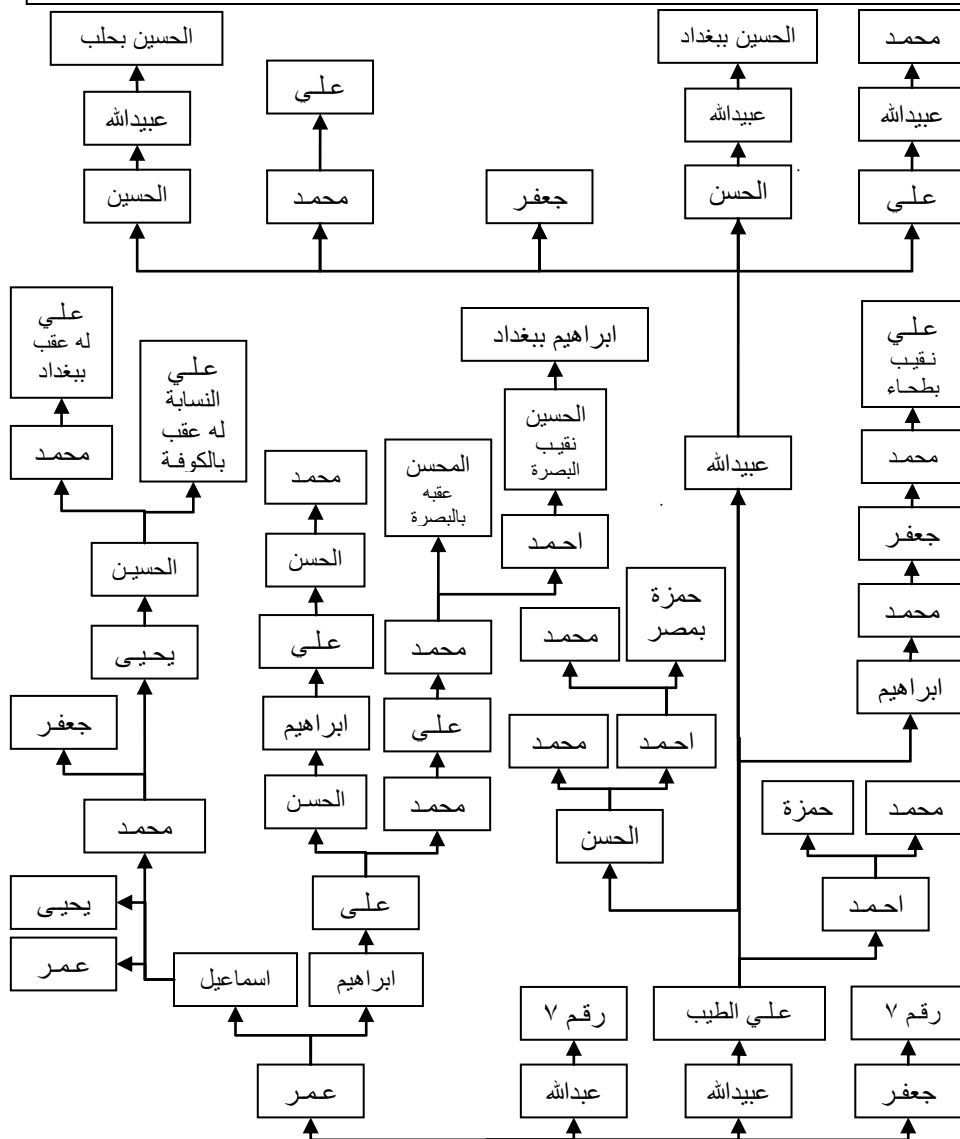 محمد
الحسين ببغداد
الحسين بحلب
علي
عبيدالله
عبيدالله
عبيدالله
علي
الحسن
جعفر
محمد
الحسين
علي
نقيب
بطحاء
ابراهيم ببغداد
علي
له عقب
ببغداد
علي
النسابة
له عقب
بالكوفة
الحسين
نقيب
البصرة
محمد
عبيدالله
المحسن
عقبه
بالبصرة
محمد
محمد
جعفر
احمد
الحسن
الحسين
محمد
حمزة
بمصر
محمد
محمد
علي
يحيى
ابراهيم
احمد
محمد
علي
ابراهيم
جعفر
محمد
حمزة
محمد
الحسن
محمد
الحسن
احمد
على
يحيى
عمر
ابراهيم
اسماعيل
رقم ٧
علي الطيب
رقم ٧
جعفر
عبيدالله
عبدالله
عمر